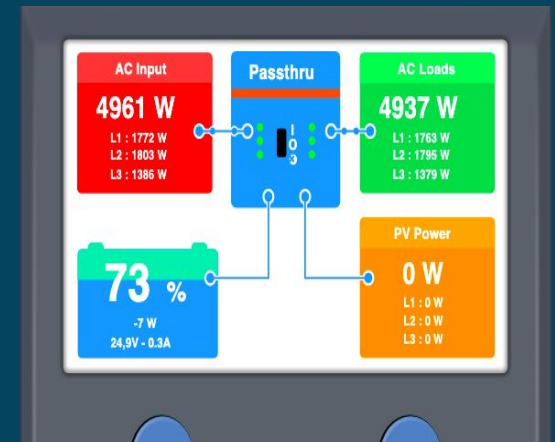 AC Input
4961 W
L1 : 1772 W
L2 : 1803 W
L3 : 1386 W
Passthru
I
O
AC Loads
4937 W
L1 : 1763 W
L2 : 1795 W
L3 : 1379 W
73 %
-7 W
24,9V - 0.3A
PV Power
0 W
L1 : 0 W
L2 : 0 W
L3 : 0 W